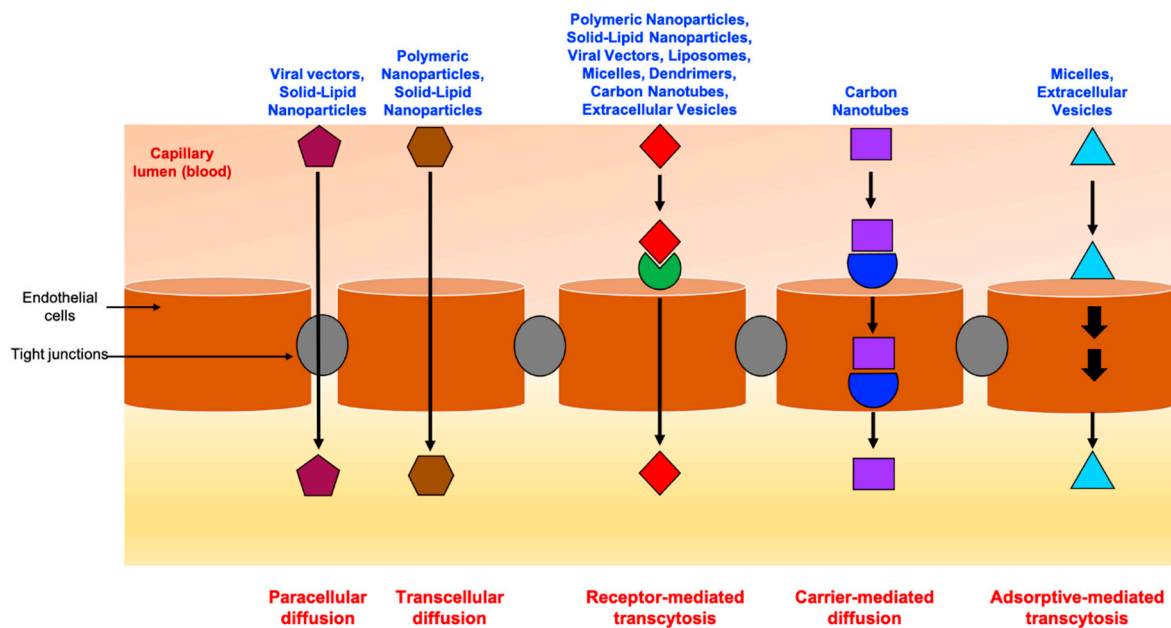 Viral vectors,
Solid-Lipid
Nanoparticles
Polymeric
Nanoparticles,
Solid-Lipid
Nanoparticles
Polymeric Nanoparticles,
Solid-Lipid Nanoparticles,
Viral Vectors, Liposomes,
Micelles, Dendrimers,
Carbon Nanotubes,
Extracellular Vesicles
Carbon
Nanotubes
Micelles,
Extracellular
Vesicles
Capillary
lumen (blood)
Endothelial
cells
Tight junctions
Paracellular
diffusion
Transcellular
diffusion
Receptor-mediated
transcytosis
Carrier-mediated
diffusion
Adsorptive-mediated
transcytosis